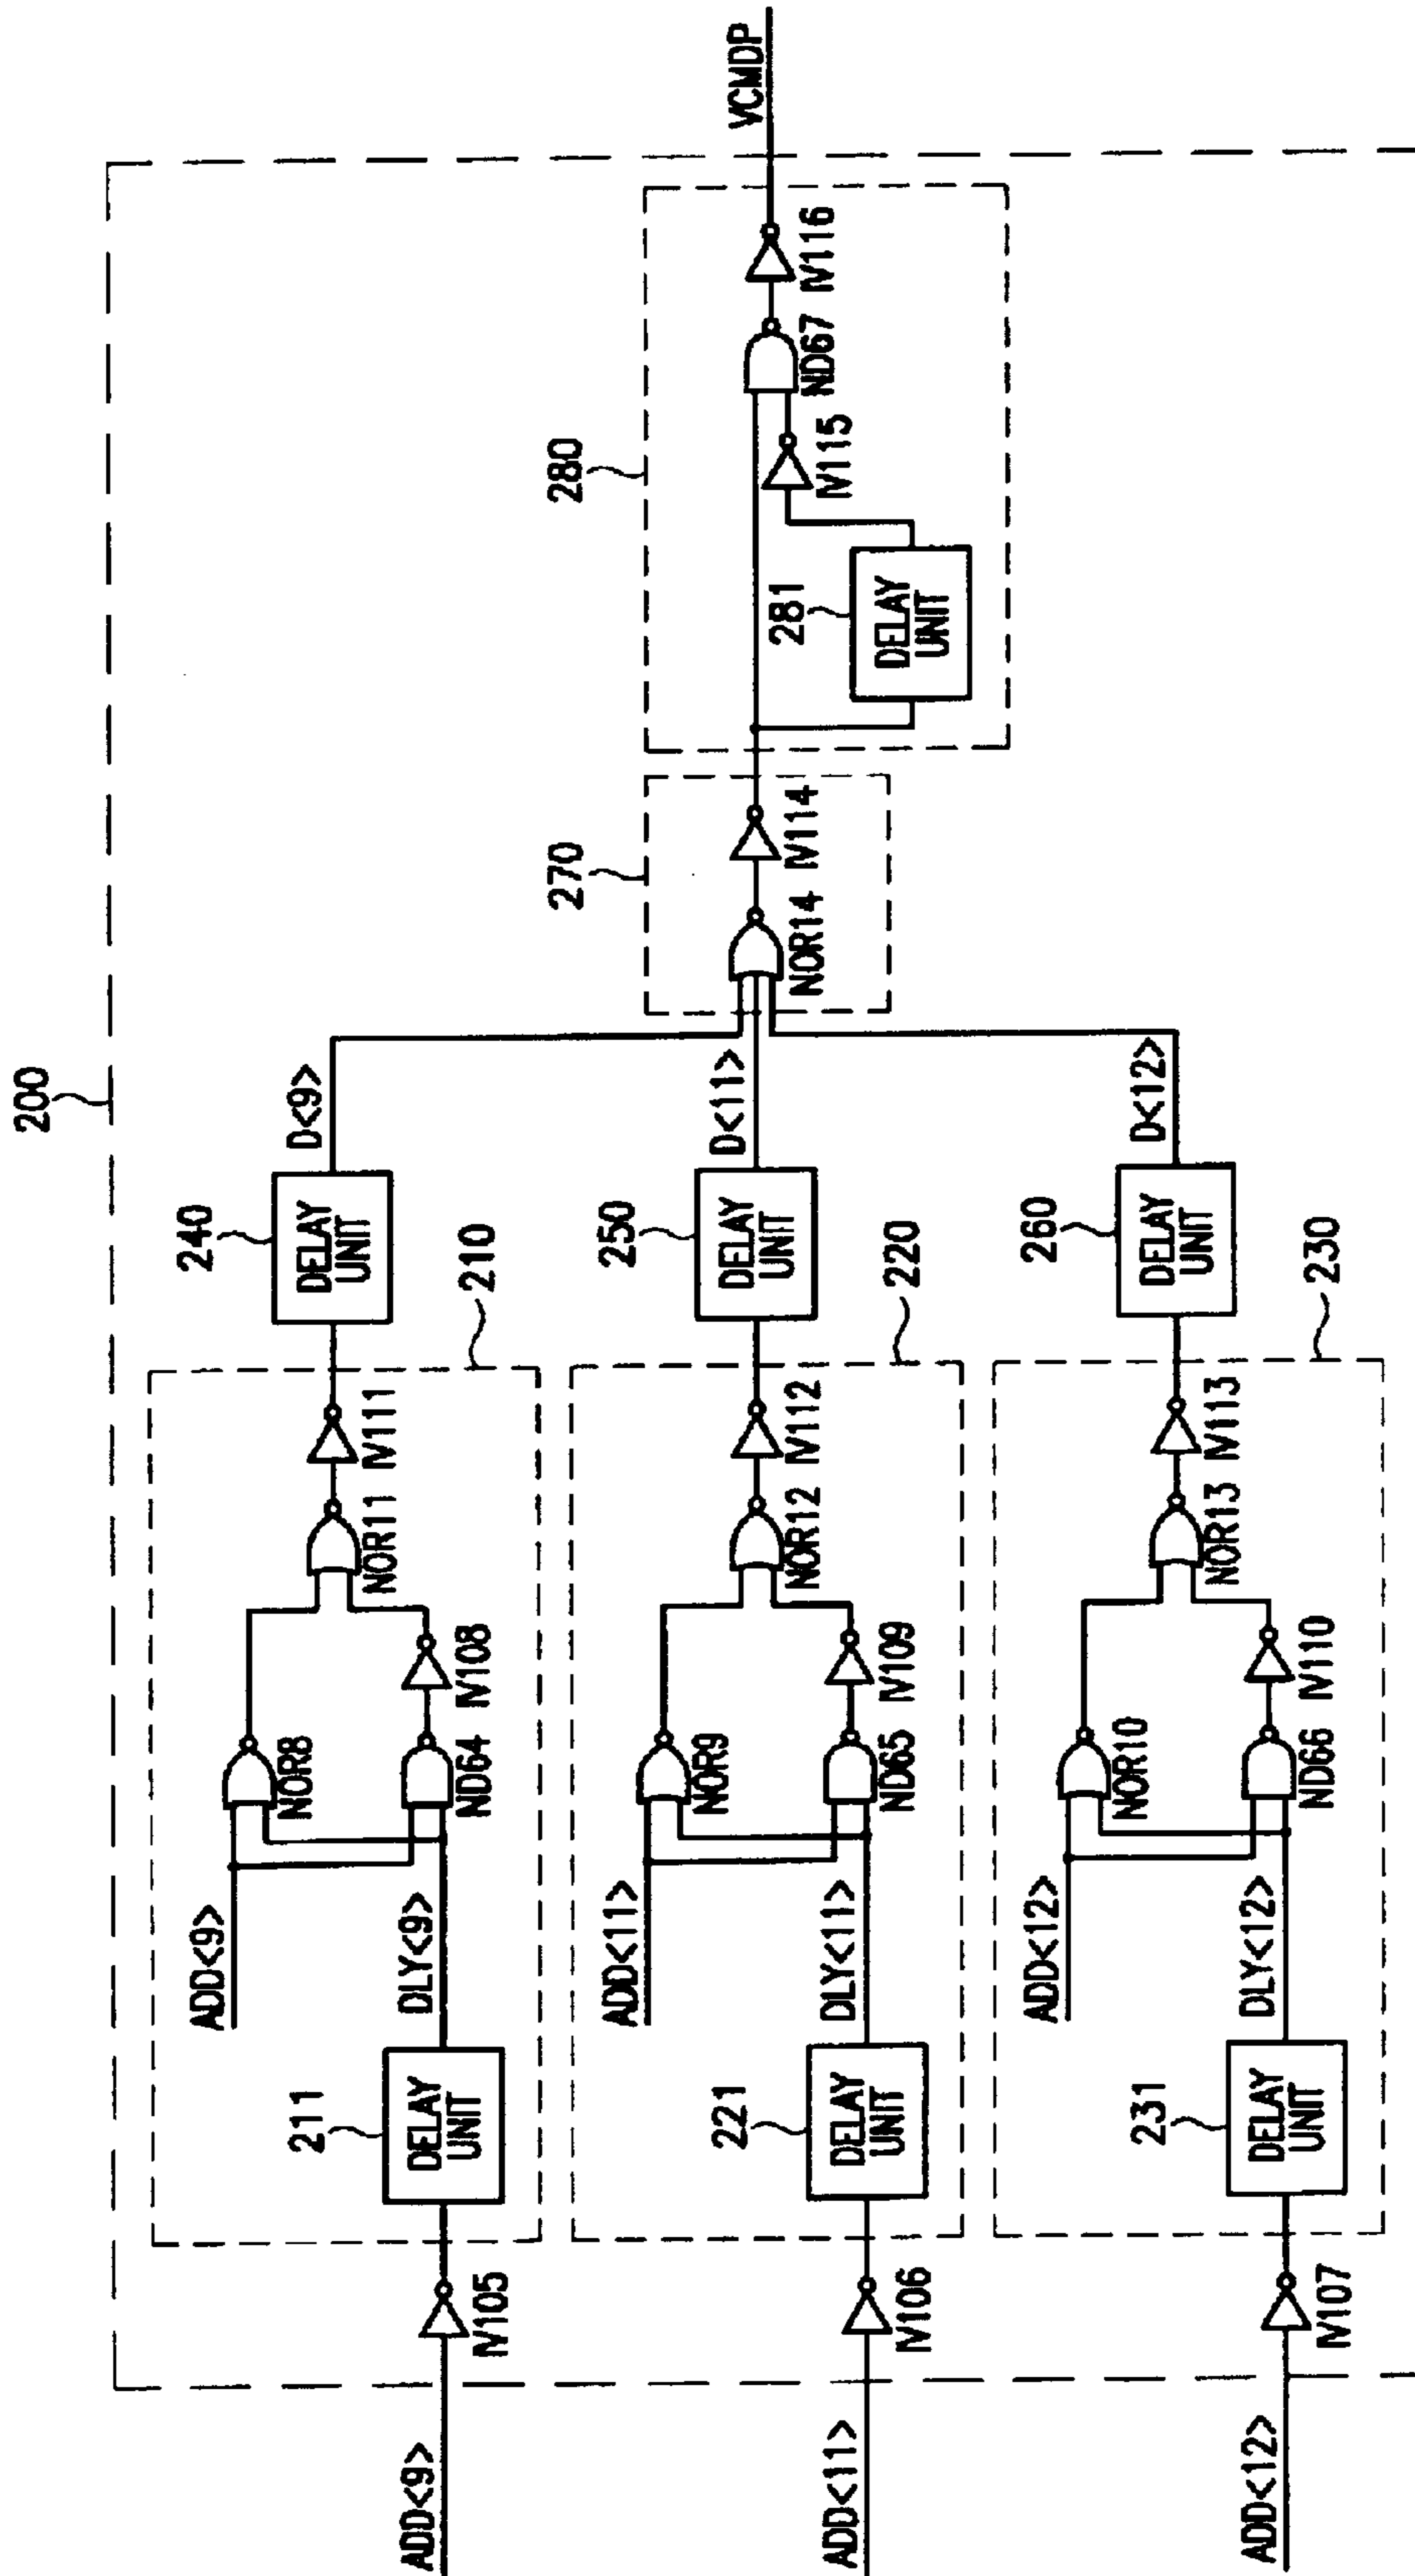 200
ADD<9>
IV105
211
DELAY
UNIT
DLY<9>
ADD<9>
NOR8
ND64
IV108
NOR11
IV111
210
240
DELAY
UNIT
D<9>
ADD<11>
IV106
221
DELAY
UNIT
DLY<11>
ADD<11>
NOR9
ND65
IV109
NOR12
IV112
220
250
DELAY
UNIT
D<11>
ADD<12>
IV107
231
DELAY
UNIT
DLY<12>
ADD<12>
NOR10
ND66
IV110
NOR13
IV113
230
260
DELAY
UNIT
D<12>
270
NOR14
IV114
280
281
DELAY
UNIT
IV115
ND67
IV116
VCMDP